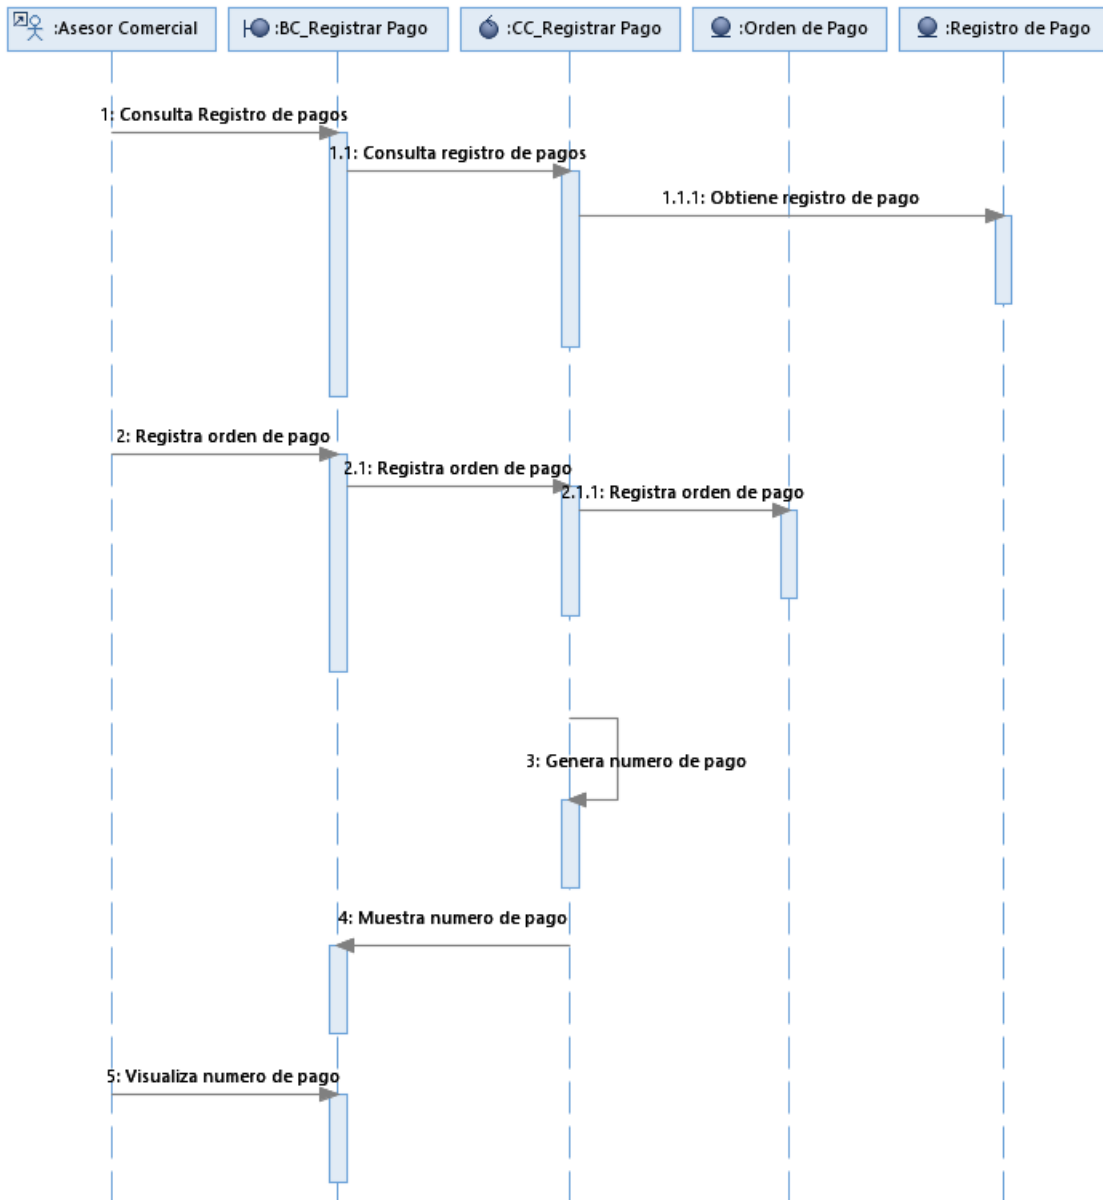 :Asesor Comercial
:BC_Registrar Pago
:CC_Registrar Pago
:Orden de Pago
:Registro de Pago
1: Consulta Registro de pagos
1.1: Consulta registro de pagos
1.1.1: Obtiene registro de pago
2: Registra orden de pago
2.1: Registra orden de pago
2.1.1: Registra orden de pago
3: Genera numero de pago
4: Muestra numero de pago
5: Visualiza numero de pago